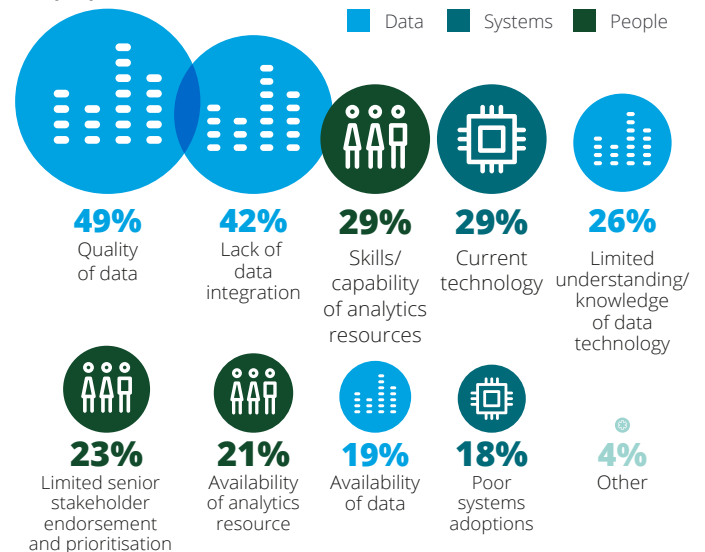 Data Systems People
49%
Quality
of data
42%
Lack of
data
integration
29%
Skills/
capability
of analytics
resources
29%
Current
technology
26%
Limited
understanding/
knowledge
of data
technology
23%
Limited senior
stakeholder
endorsement
and prioritisation
21%
Availability
of analytics
resource
19%
Availability
of data
18%
Poor
systems
adoptions
4%
Other